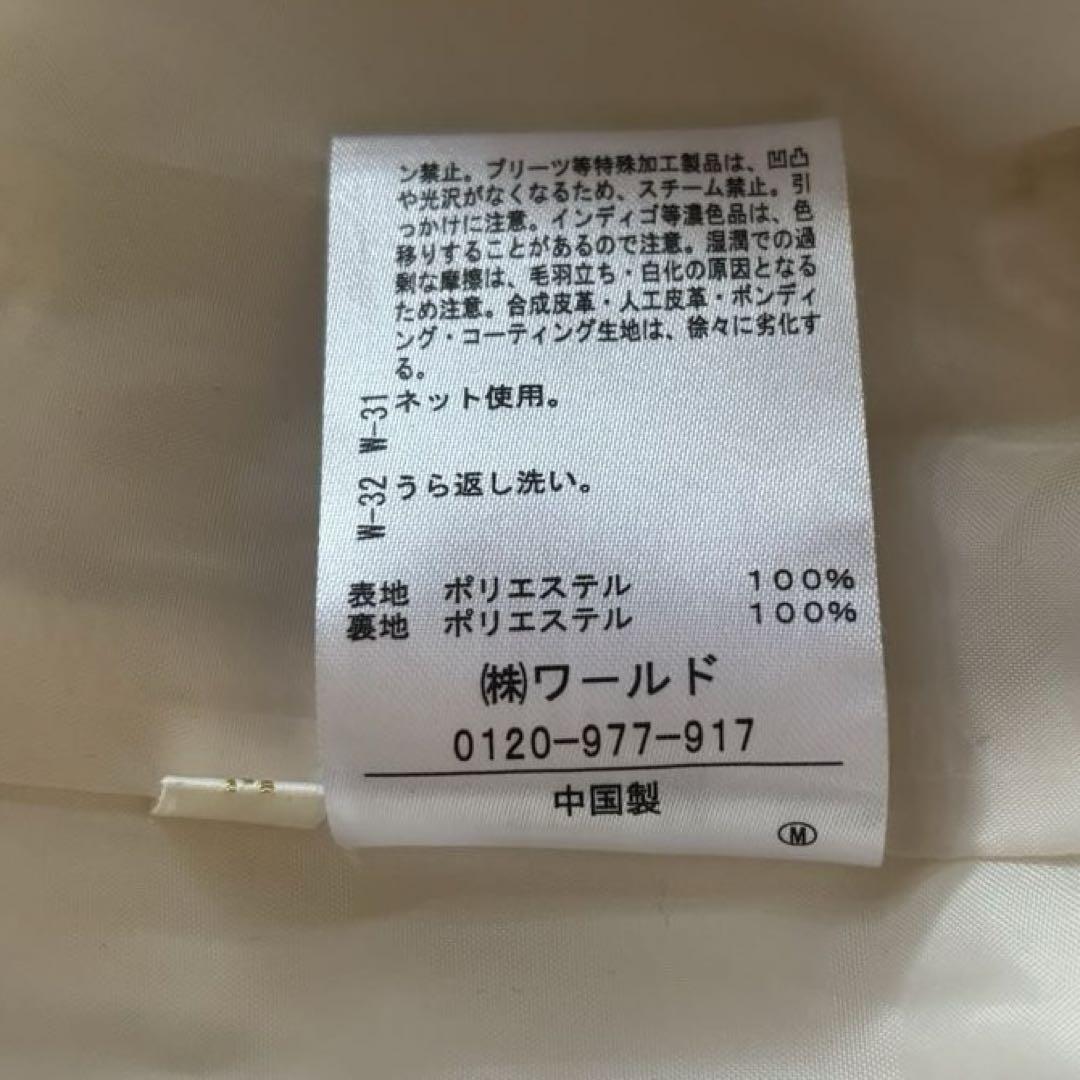 ン禁止。プリーツ等特殊加工製品は、凹凸
や光沢がなくなるため、スチーム禁止。引
っかけに注意。インディゴ等濃色品は、色
移りすることがあるので注意。湿潤での過
剰な摩擦は、毛羽立ち・白化の原因となる
ため注意。合成皮革・人工皮革・ボンディ
ング・コーティング生地は、徐々に劣化す
る。
W-31 ネット使用。
W-32 うら返し洗い。
表地 ポリエステル 100%
裏地 ポリエステル 100%
㈱ワールド
0120-977-917
中国製
Ⓜ